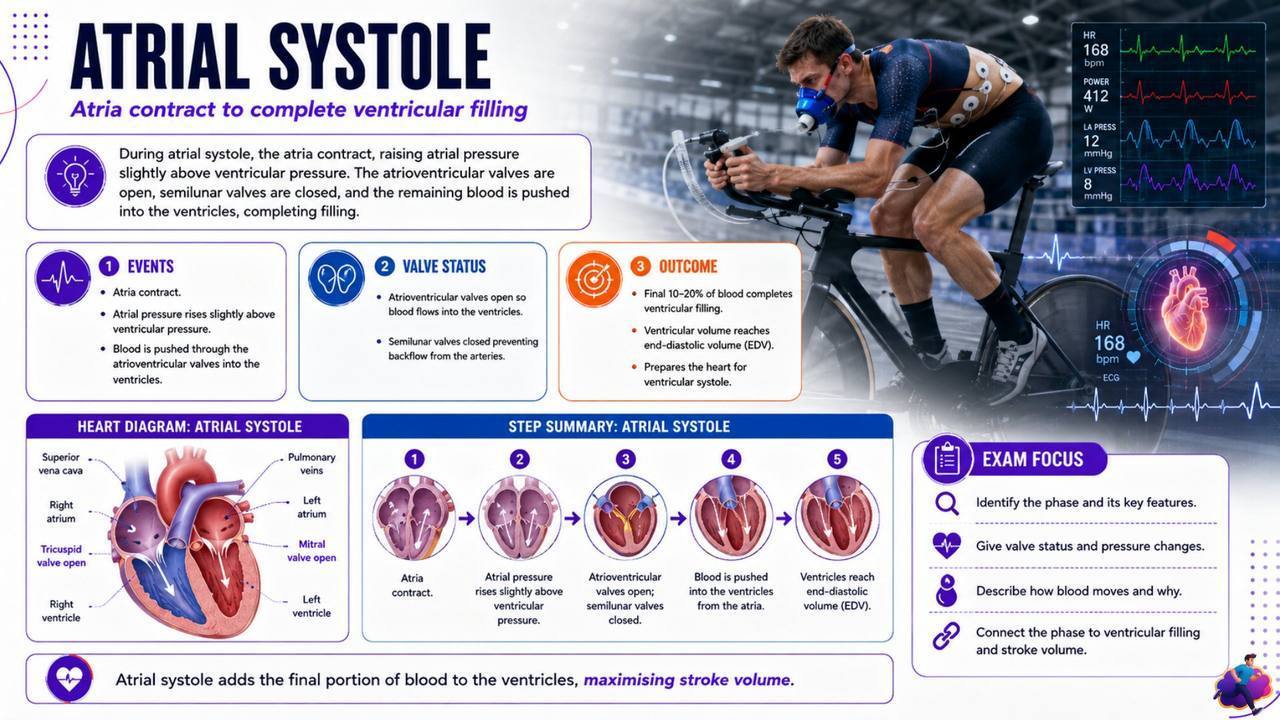 ATRIAL SYSTOLE
Atria contract to complete ventricular filling
During atrial systole, the atria contract, raising atrial pressure
slightly above ventricular pressure. The atrioventricular valves are
open, semilunar valves are closed, and the remaining blood is pushed
into the ventricles, completing filling.
HR
168
bpm
POWER
412
W
LA PRESS
12
mmHg
LV PRESS
8
mmHg
1 EVENTS
• Atria contract.
• Atrial pressure rises slightly above
ventricular pressure.
• Blood is pushed through the
atrioventricular valves into the
ventricles.
2 VALVE STATUS
• Atrioventricular valves open so
blood flows into the ventricles.
• Semilunar valves closed preventing
backflow from the arteries.
3 OUTCOME
• Final 10–20% of blood completes
ventricular filling.
• Ventricular volume reaches
end-diastolic volume (EDV).
• Prepares the heart for
ventricular systole.
HR
168
bpm
ECG
HEART DIAGRAM: ATRIAL SYSTOLE
Superior
vena cava
Right
atrium
Tricuspid
valve open
Right
ventricle
Pulmonary
veins
Left
atrium
Mitral
valve open
Left
ventricle
STEP SUMMARY: ATRIAL SYSTOLE
1
Atria
contract.
2
Atrial pressure
rises slightly above
ventricular
pressure.
3
Atrioventricular
valves open;
semilunar valves
closed.
4
Blood is pushed
into the ventricles
from the atria.
5
Ventricles reach
end-diastolic
volume (EDV).
EXAM FOCUS
Identify the phase and its key features.
Give valve status and pressure changes.
Describe how blood moves and why.
Connect the phase to ventricular filling
and stroke volume.
Atrial systole adds the final portion of blood to the ventricles, maximising stroke volume.